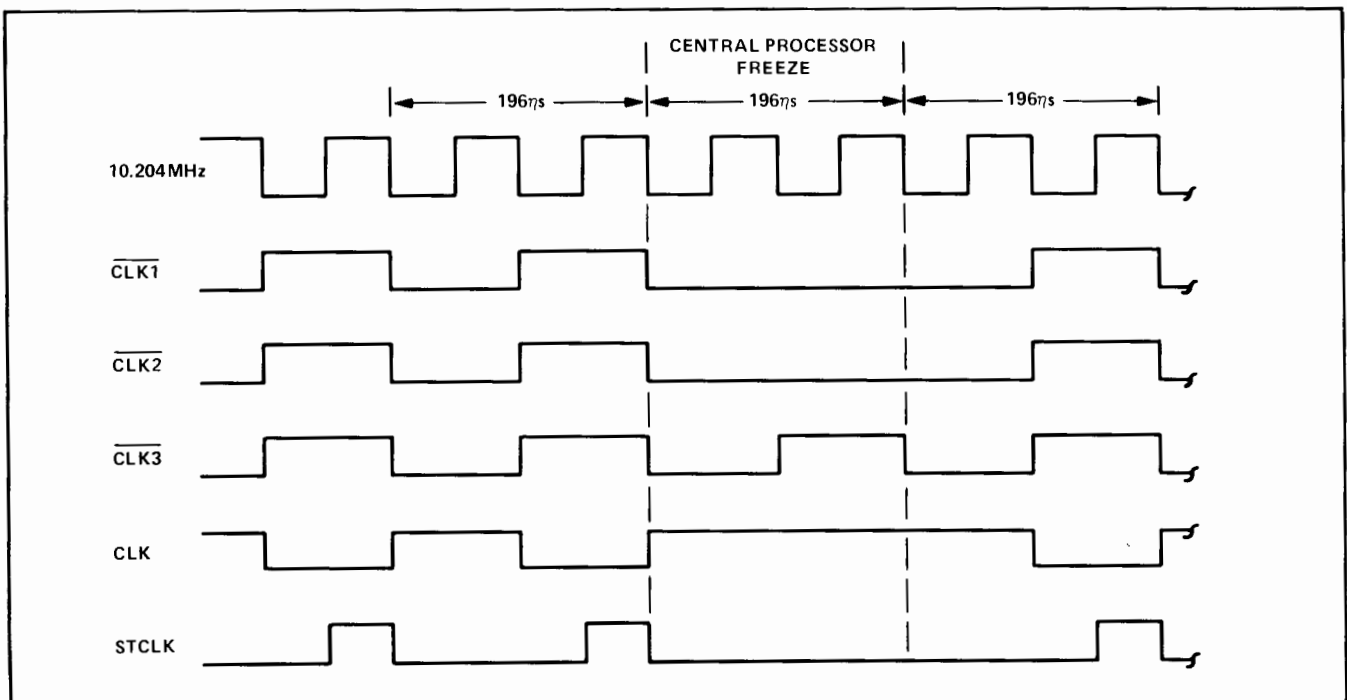 CENTRAL PROCESSOR
FREEZE
196ηs
196ηs
196ηs
10.204MHz
CLK1
CLK2
CLK3
CLK
STCLK